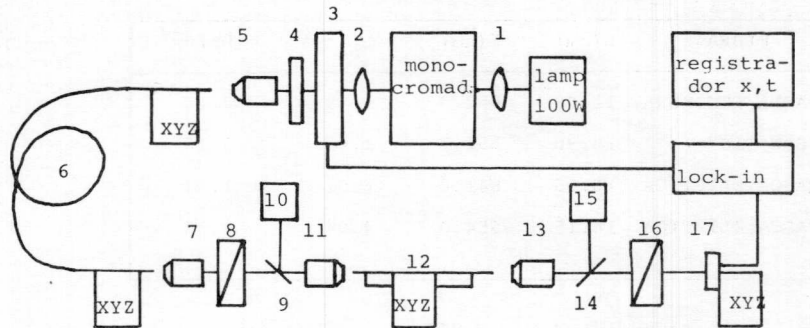 5 4 3 2 1
mono-
cromad.
lamp
100W
registra-
dor x,t
XYZ
6
lock-in
10
15
7 8 11 12 13 16 17
9
14
XYZ
XYZ
XYZ